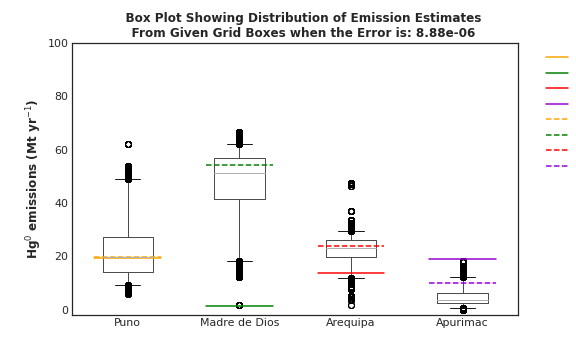 Box Plot Showing Distribution of Emission Estimates
From Given Grid Boxes when the Error is: 8.88e-06
Hg⁰ emissions (Mt yr⁻¹)
100
80
60
40
20
0
Puno
Madre de Dios
Arequipa
Apurimac